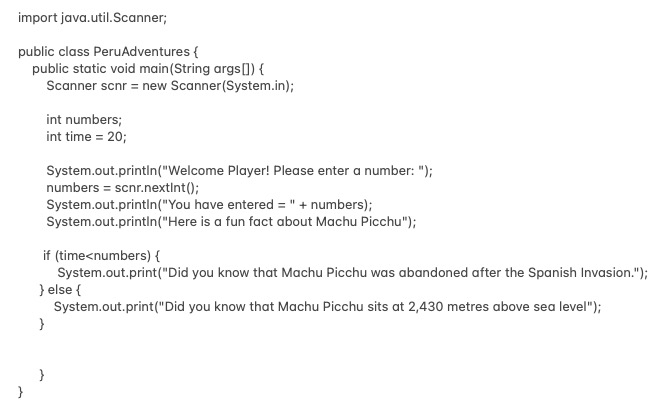 import java.util.Scanner;
public class PeruAdventures {
public static void main(String args[]) {
Scanner scnr = new Scanner(System.in);
int numbers;
int time = 20;
System.out.println("Welcome Player! Please enter a number: ");
numbers = scnr.nextInt();
System.out.println("You have entered = " + numbers);
System.out.println("Here is a fun fact about Machu Picchu");
if (time<numbers) {
System.out.print("Did you know that Machu Picchu was abandoned after the Spanish Invasion.");
} else {
System.out.print("Did you know that Machu Picchu sits at 2,430 metres above sea level");
}
}
}